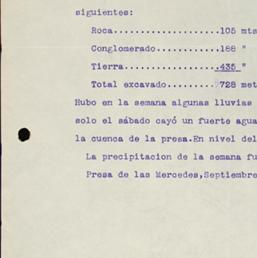 siguientes:
Roca....................105 mts
Conglomerado............188 "
Tierra..................435 "
Total excavado..........728 met
Hubo en la semana algunas lluvias
solo el sábado cayó un fuerte agua
la cuenca de la presa.En nivel del
La precipitacion de la semana fu
Presa de las Mercedes,Septiembre